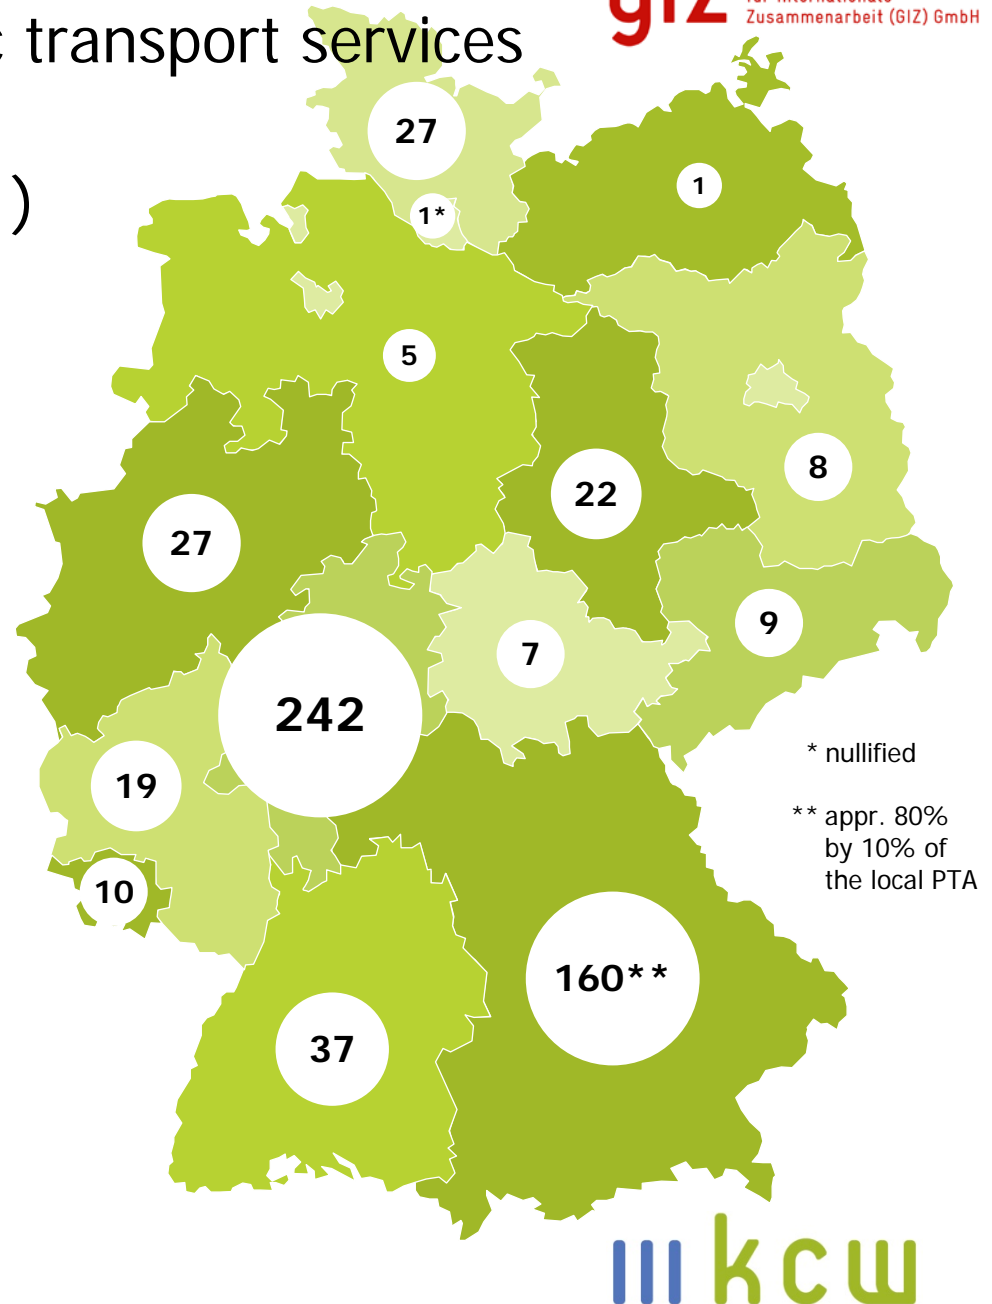 transport services
)
giz
Zusammenarbeit (GIZ) GmbH
27
1
1*
5
8
22
27
9
7
242
* nullified
19
** appr. 80%
by 10% of
the local PTA
10
160**
37
kcw